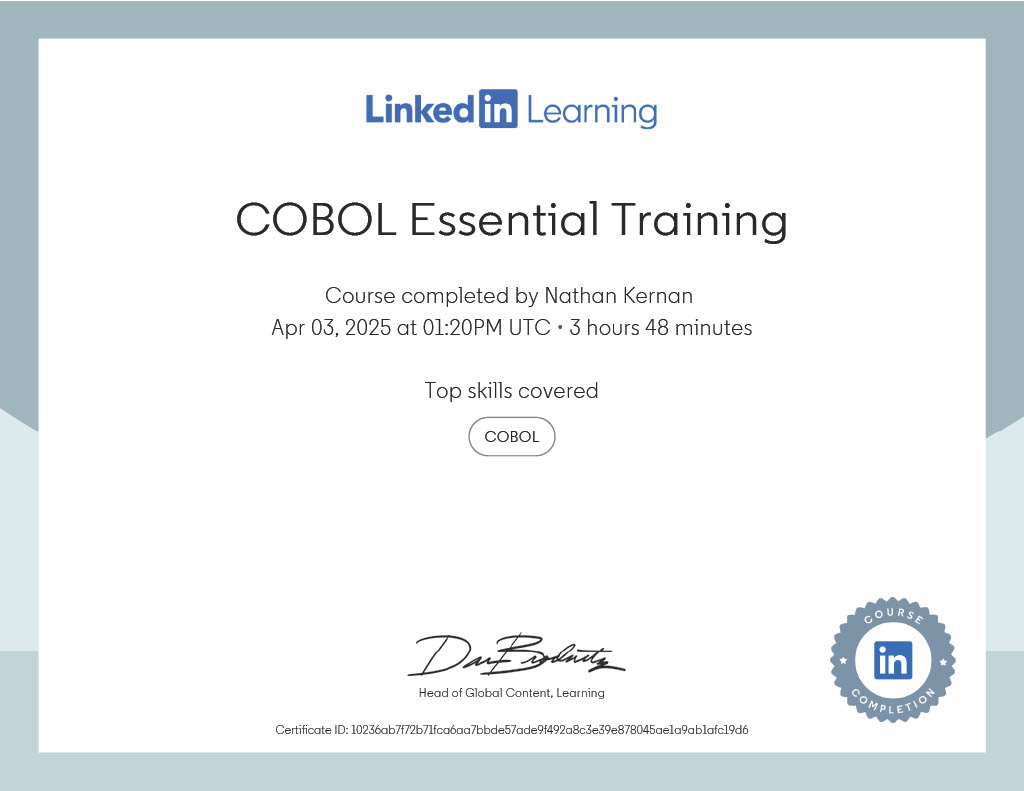 Linked in Learning
COBOL Essential Training
Course completed by Nathan Kernan
Apr 03, 2025 at 01:20PM UTC • 3 hours 48 minutes
Top skills covered
COBOL
Dan Brodnitz
Head of Global Content, Learning
Certificate ID: 10236ab7f72b71fca6aa7bbde57ade9f492a8c3e39e878045ae1a9ab1afc19d6
COURSE
in
COMPLETION